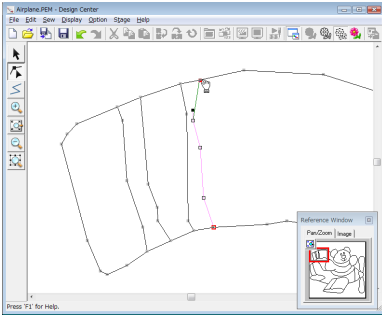 Airplane.PEM - Design Center
File Edit Sew Display Option Stage Help
Reference Window
Pan/Zoom Image
Press 'F1' for Help.